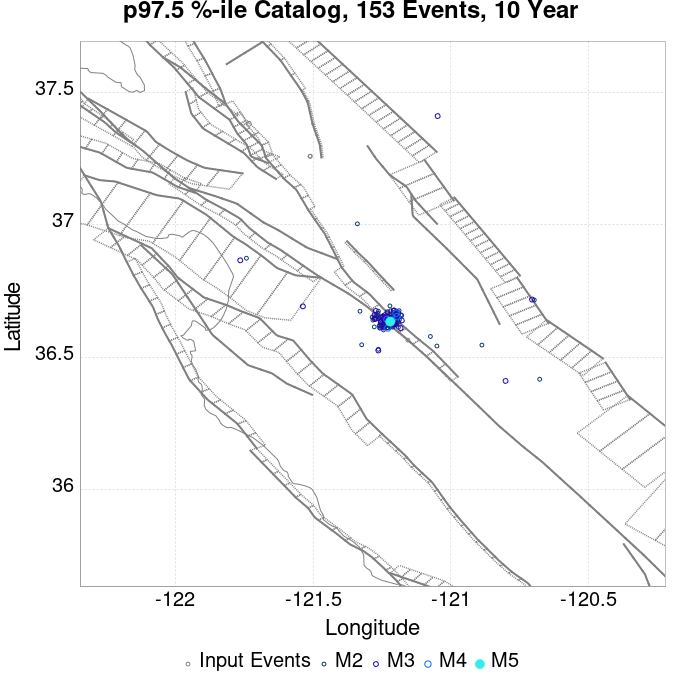 p97.5 %-ile Catalog, 153 Events, 10 Year
37.5
37
36.5
36
Latitude
-122 -121.5 -121 -120.5
Longitude
Input Events M2 M3 M4 M5